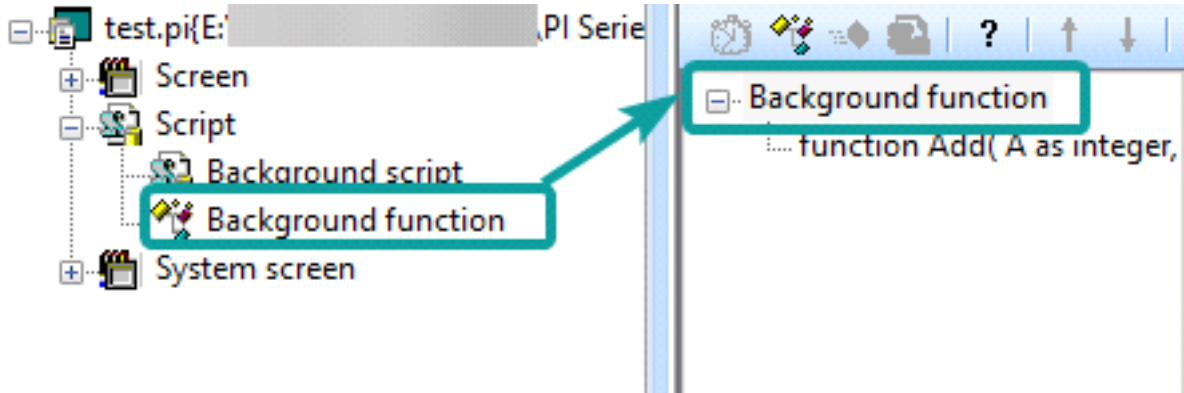 test.pi{E:\ \PI Serie
Screen
Script
Background script
Background function
System screen
?
Background function
function Add( A as integer,